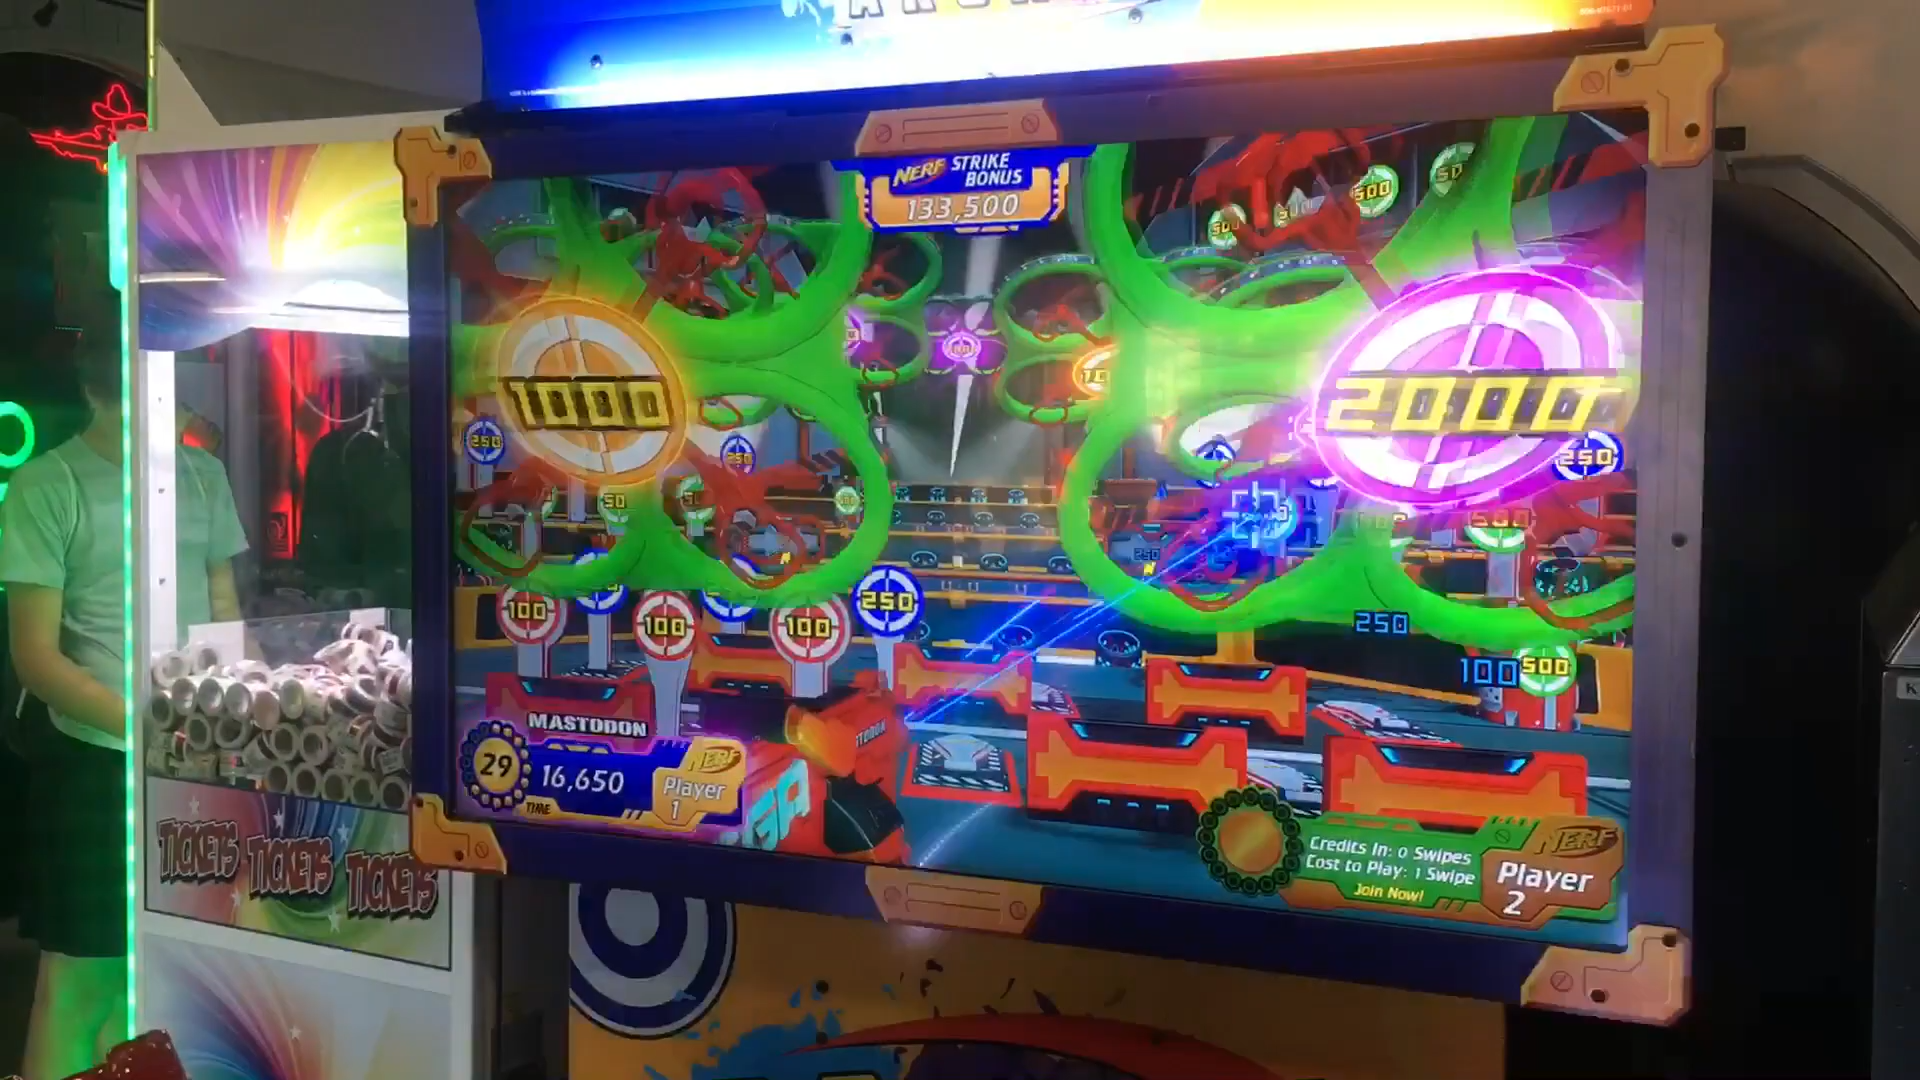 NERF STRIKE
BONUS
133,500
500
500
1000
2000
250
250
250
50
500
250
100
100
100
250
250
100
500
MASTODON
29
16,650
TIME
NERF
Player
1
Credits In: 0 Swipes
Cost to Play: 1 Swipe
Join Now!
NERF
Player
2
TICKETS TICKETS TICKETS